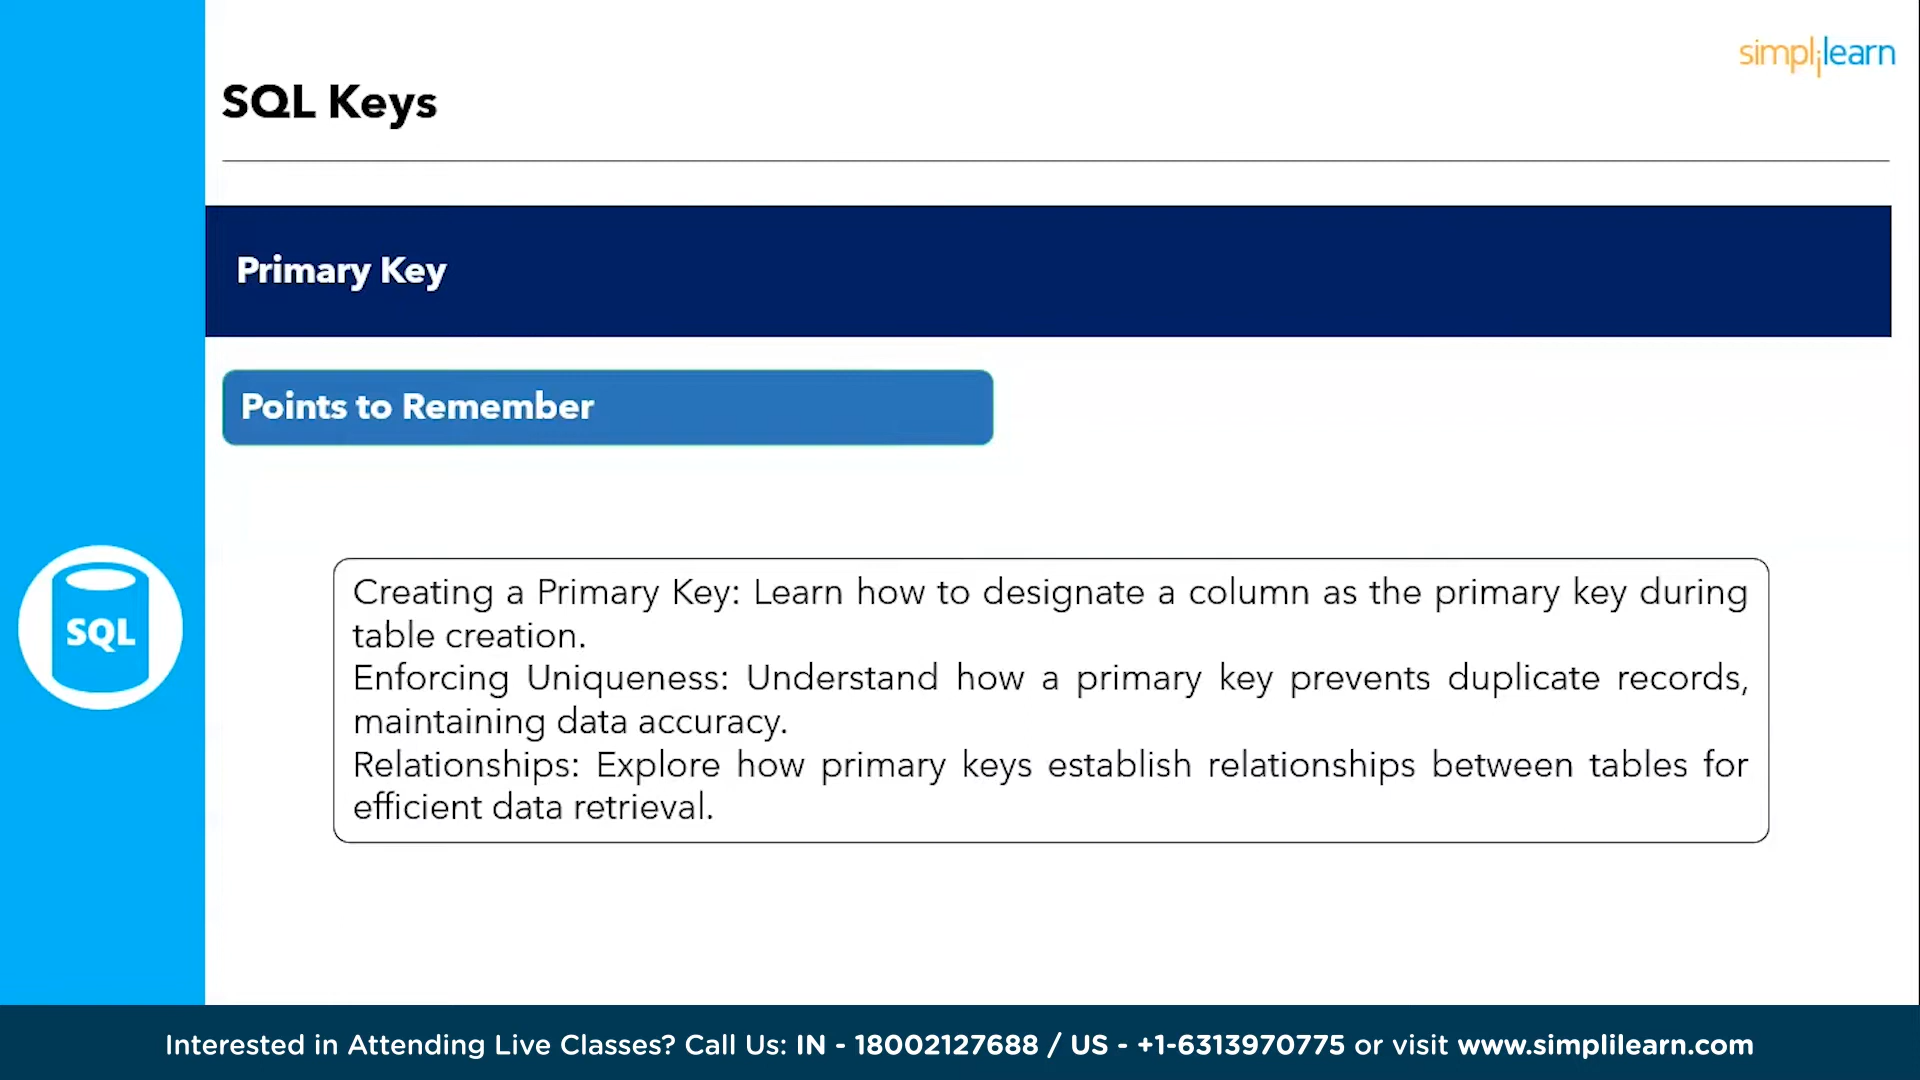 simplilearn
SQL Keys
Primary Key
Points to Remember
Creating a Primary Key: Learn how to designate a column as the primary key during
table creation.
Enforcing Uniqueness: Understand how a primary key prevents duplicate records,
maintaining data accuracy.
Relationships: Explore how primary keys establish relationships between tables for
efficient data retrieval.
SQL
Interested in Attending Live Classes? Call Us: IN - 18002127688 / US - +1-6313970775 or visit www.simplilearn.com